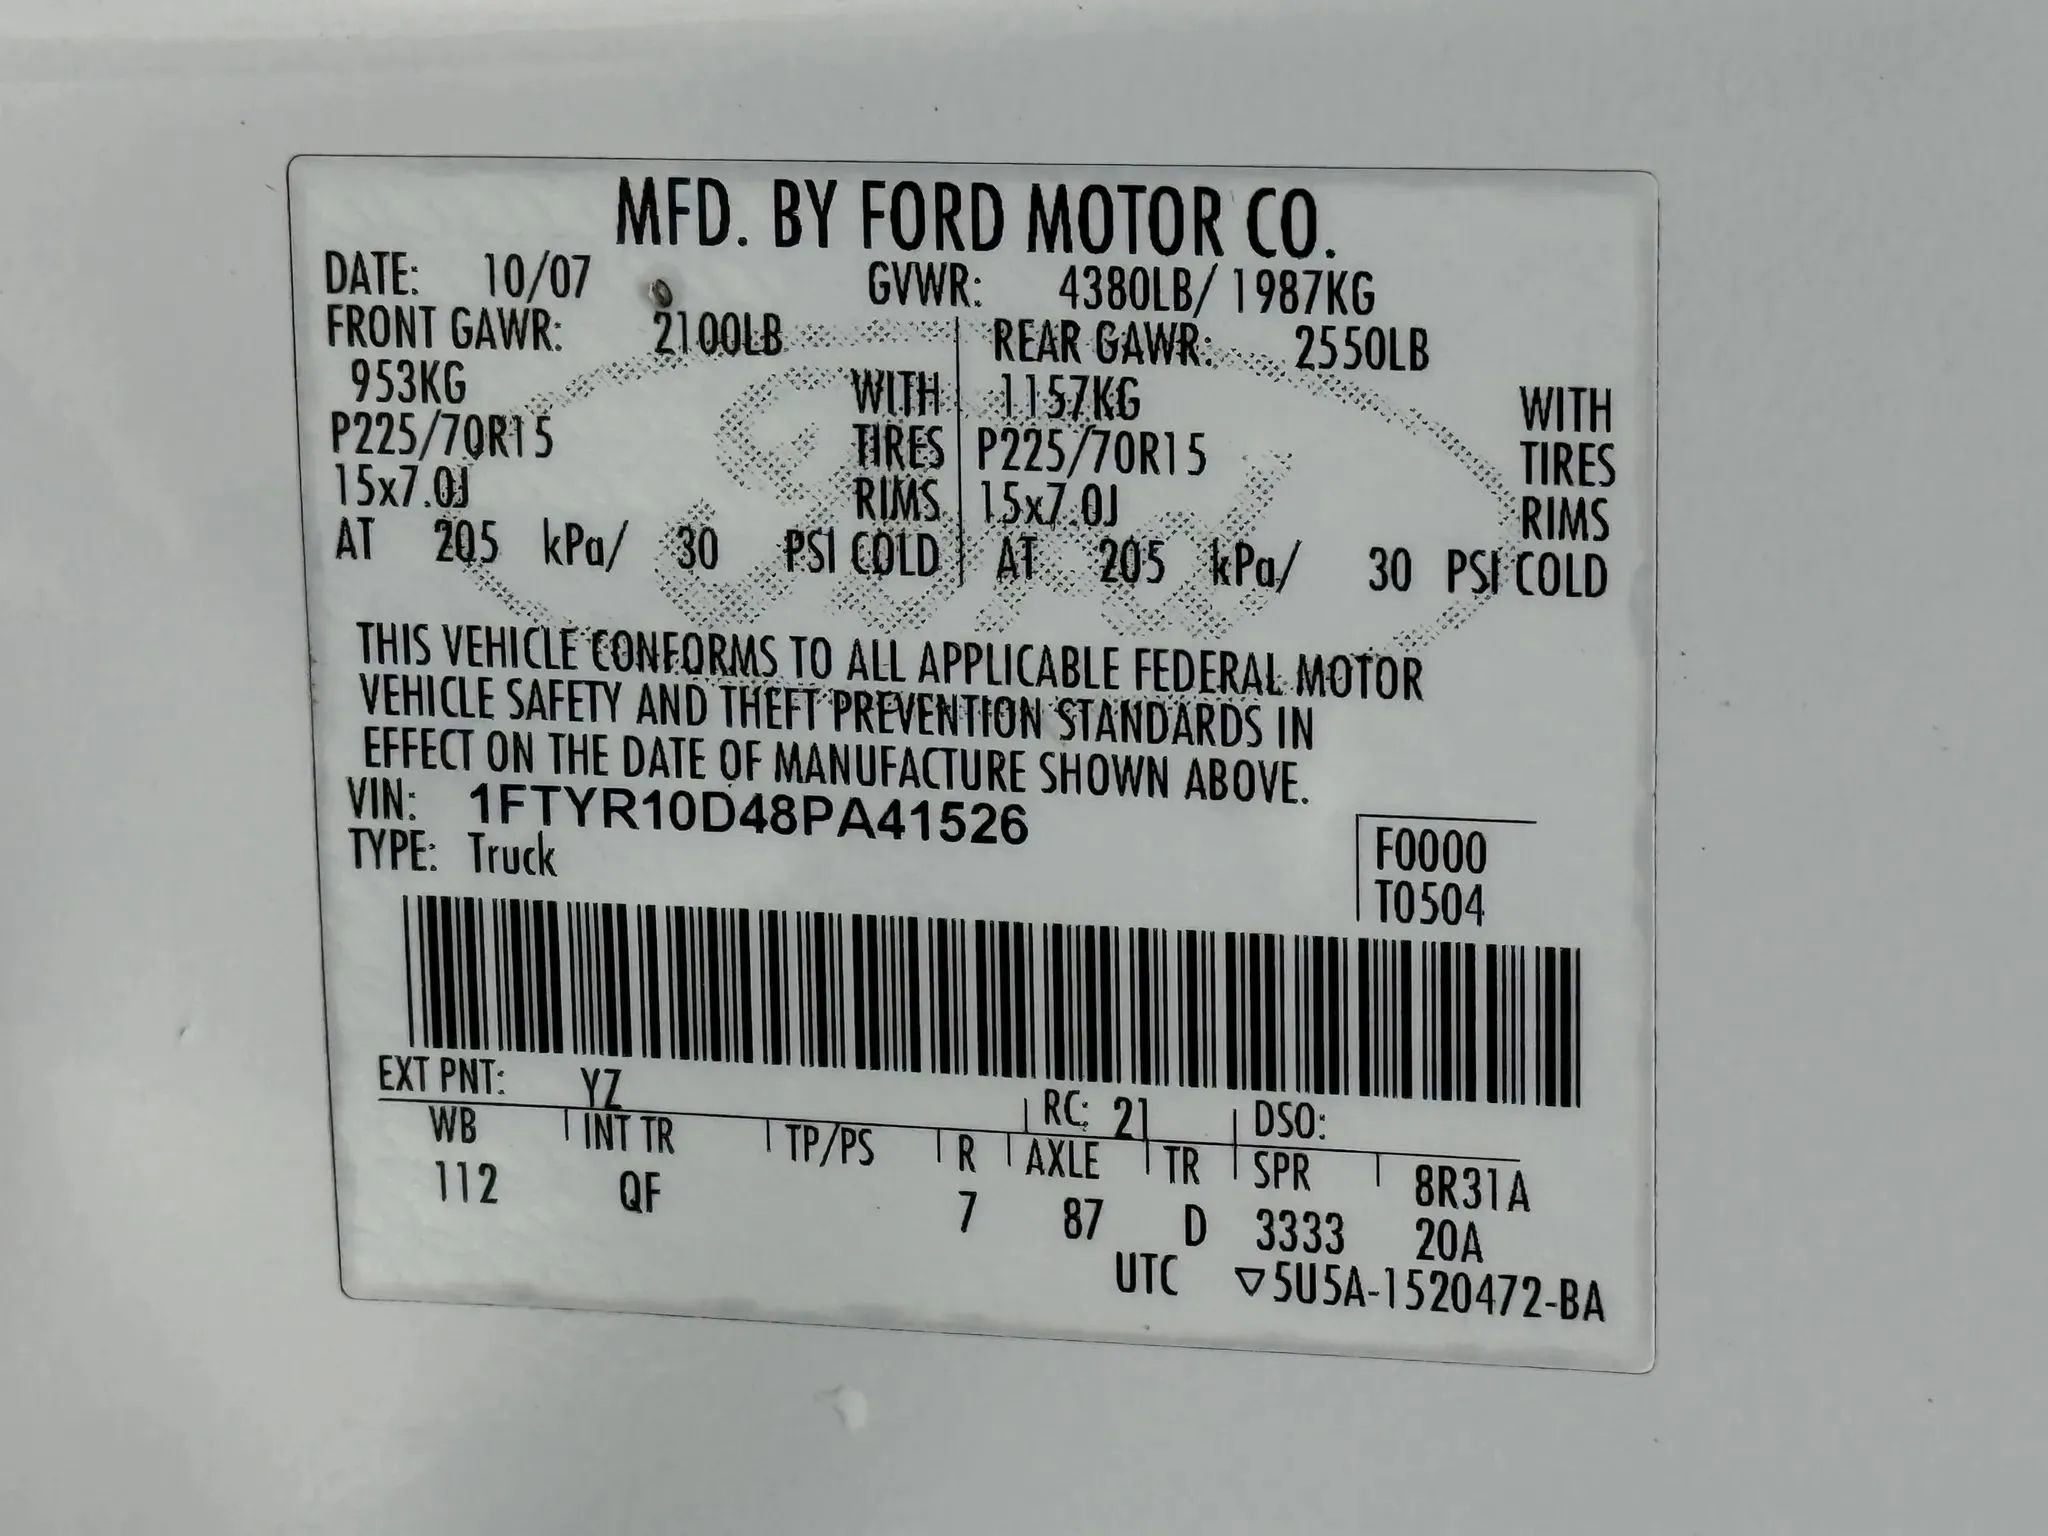 MFD. BY FORD MOTOR CO.
DATE: 10/07 GVWR: 4380LB/ 1987KG
FRONT GAWR: 2100LB REAR GAWR: 2550LB
953KG WITH 1157KG WITH
P225/70R15 TIRES P225/70R15 TIRES
15x7.0J RIMS 15x7.0J RIMS
AT 205 kPa/ 30 PSI COLD AT 205 kPa/ 30 PSI COLD
Ford
THIS VEHICLE CONFORMS TO ALL APPLICABLE FEDERAL MOTOR
VEHICLE SAFETY AND THEFT PREVENTION STANDARDS IN
EFFECT ON THE DATE OF MANUFACTURE SHOWN ABOVE.
VIN: 1FTYR10D48PA41526
TYPE: Truck
F0000
T0504
EXT PNT: YZ RC: 21 DSO:
WB INT TR TP/PS R AXLE TR SPR 8R31A
112 QF 7 87 D 3333 20A
UTC ▽5U5A-1520472-BA